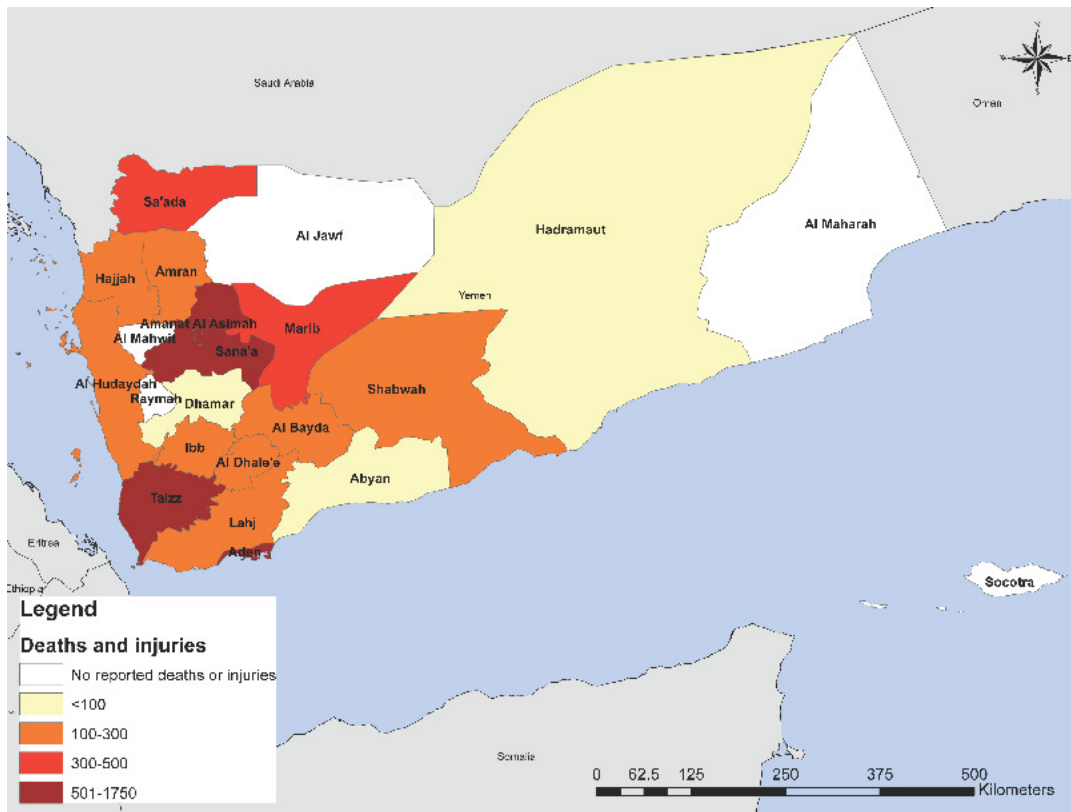 N
W
E
S
Saudi Arabia
Oman
Sa'ada
Al Jawf
Hadramaut
Al Maharah
Hajjah
Amran
Yemen
Amanat Al Asimah
Marib
Al Mahwit
Sana'a
Al Hudaydah
Raymah
Dhamar
Shabwah
Al Bayda
Ibb
Al Dhale'e
Abyan
Taizz
Lahj
Aden
Eritrea
Ethiopia
Socotra
Somalia
Legend
Deaths and injuries
No reported deaths or injuries
<100
100-300
300-500
501-1750
0 62.5 125 250 375 500
Kilometers